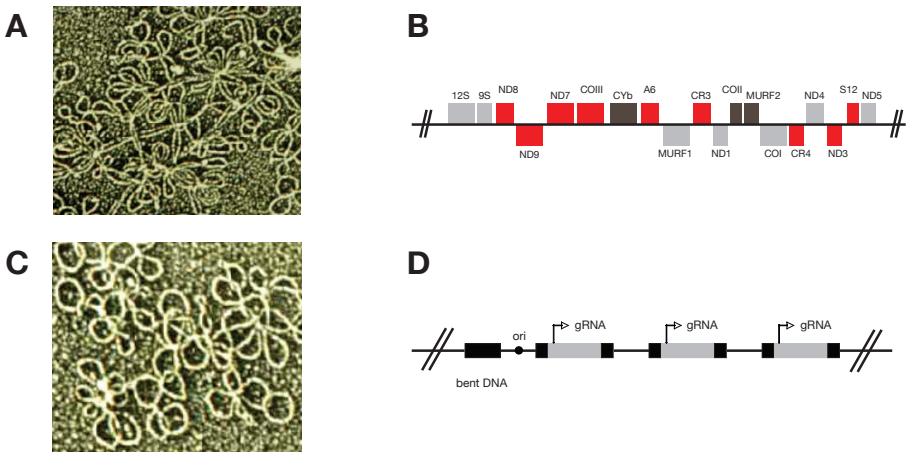 A
B
12S 9S ND8 ND7 COIII CYb A6 CR3 COII MURF2 ND4 S12 ND5
ND9 MURF1 ND1 COI CR4 ND3
C
D
ori gRNA gRNA gRNA
bent DNA